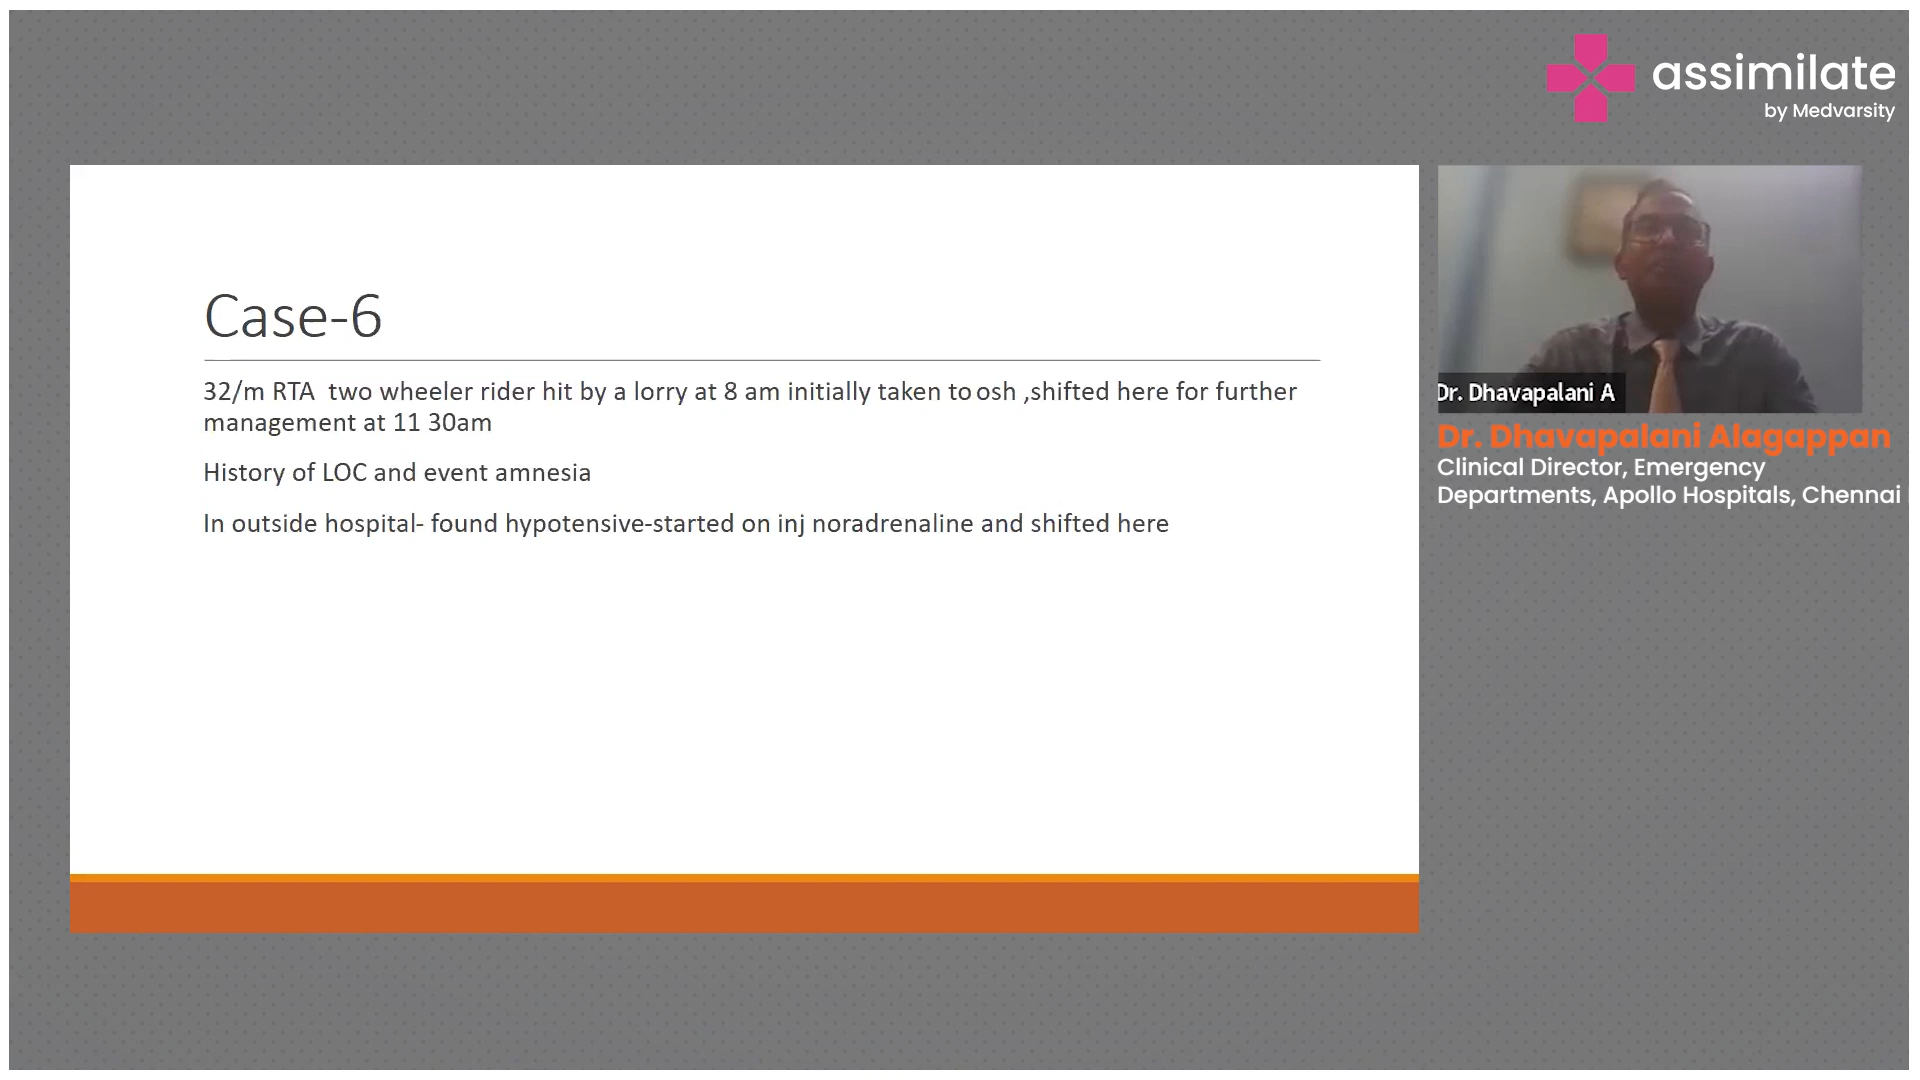 assimilate
by Medvarsity
Case-6
32/m RTA two wheeler rider hit by a lorry at 8 am initially taken to osh ,shifted here for further
management at 11 30am
History of LOC and event amnesia
In outside hospital- found hypotensive-started on inj noradrenaline and shifted here
Dr. Dhavapalani A
Dr. Dhavapalani Alagappan
Clinical Director, Emergency
Departments, Apollo Hospitals, Chennai